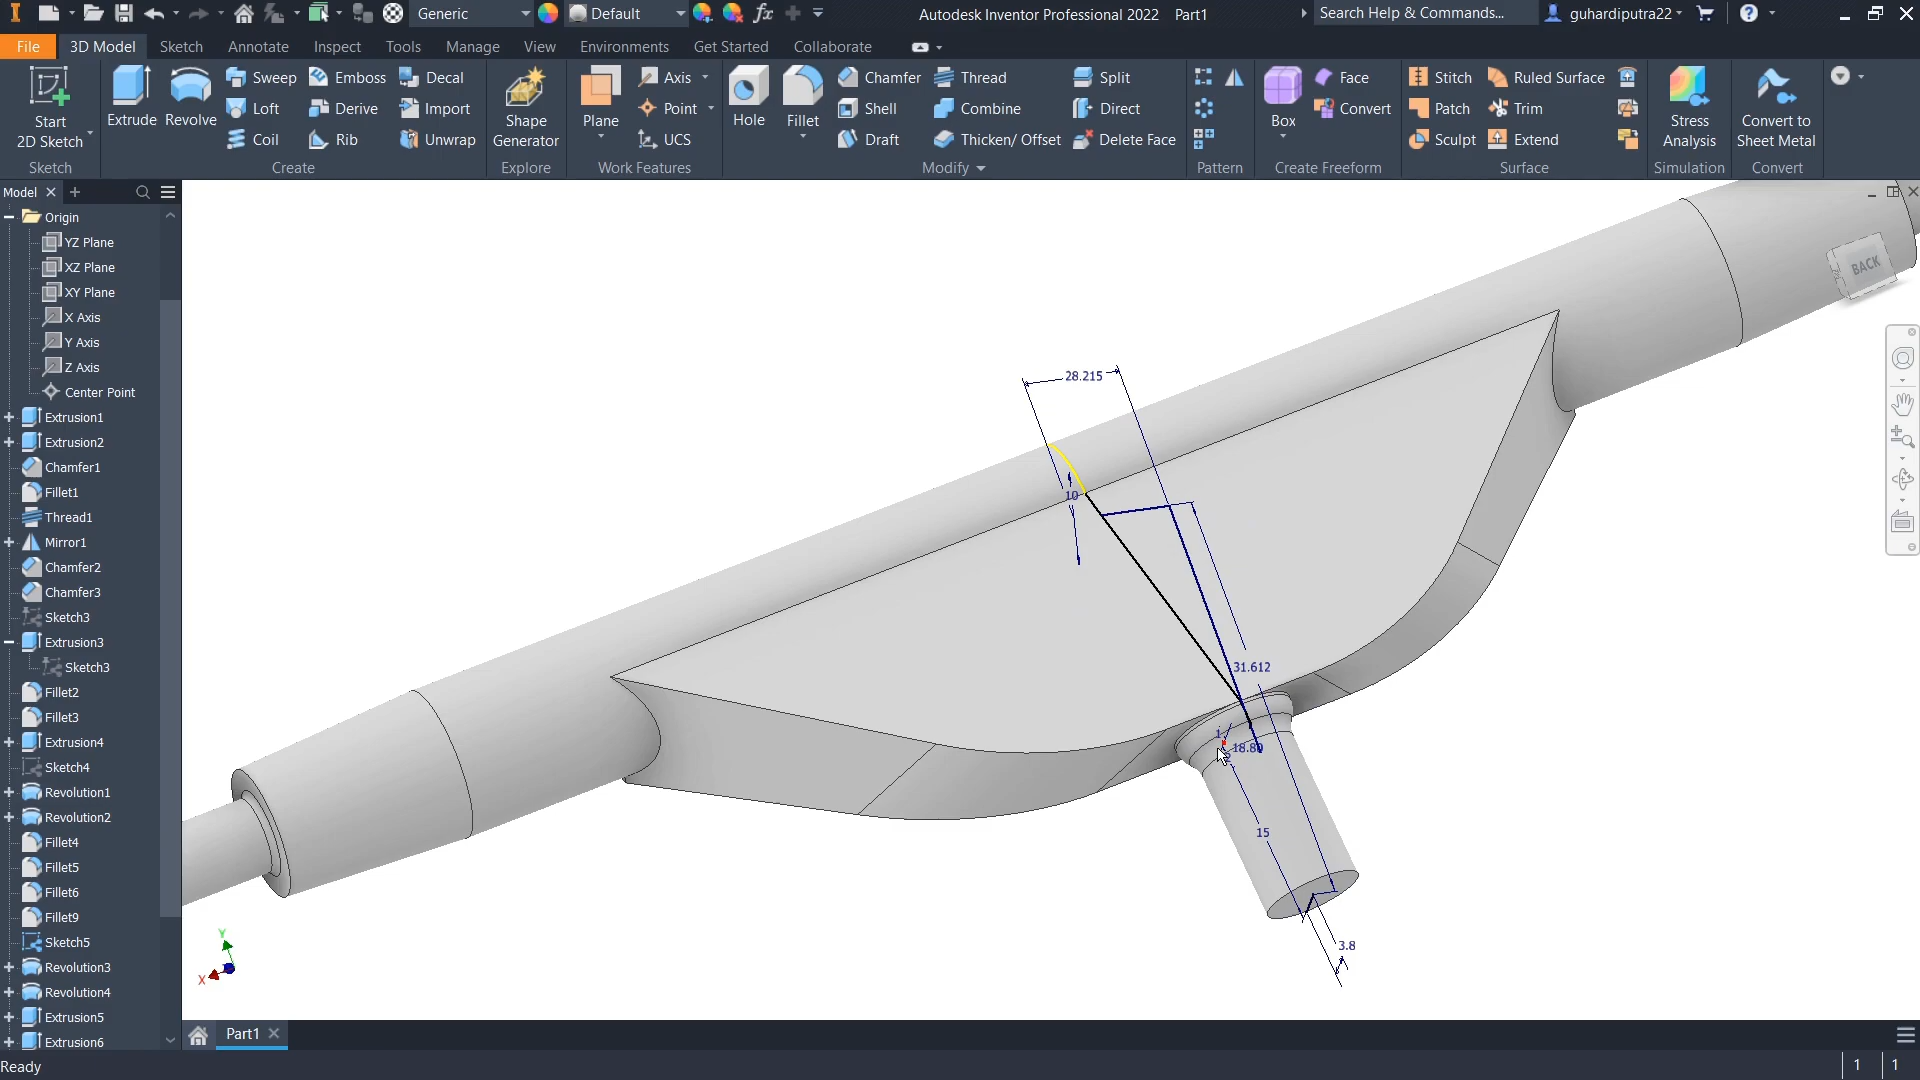 Generic
Default
Autodesk Inventor Professional 2022 Part1
Search Help & Commands...
guhardiputra22
File
3D Model
Sketch
Annotate
Inspect
Tools
Manage
View
Environments
Get Started
Collaborate
Start
2D Sketch
Extrude
Revolve
Sweep
Loft
Coil
Emboss
Derive
Rib
Decal
Import
Unwrap
Shape
Generator
Plane
Axis
Point
UCS
Hole
Fillet
Chamfer
Shell
Draft
Thread
Combine
Thicken/ Offset
Split
Direct
Delete Face
Box
Face
Convert
Stitch
Patch
Sculpt
Ruled Surface
Trim
Extend
Stress
Analysis
Convert to
Sheet Metal
Sketch
Create
Explore
Work Features
Modify
Pattern
Create Freeform
Surface
Simulation
Convert
Model
Origin
YZ Plane
XZ Plane
XY Plane
X Axis
Y Axis
Z Axis
Center Point
Extrusion1
Extrusion2
Chamfer1
Fillet1
Thread1
Mirror1
Chamfer2
Chamfer3
Sketch3
Extrusion3
Sketch3
Fillet2
Fillet3
Extrusion4
Sketch4
Revolution1
Revolution2
Fillet4
Fillet5
Fillet6
Fillet9
Sketch5
Revolution3
Revolution4
Extrusion5
Extrusion6
BACK
28.215
10
31.612
1
15
3.8
Y
X
Part1
Ready
1
1